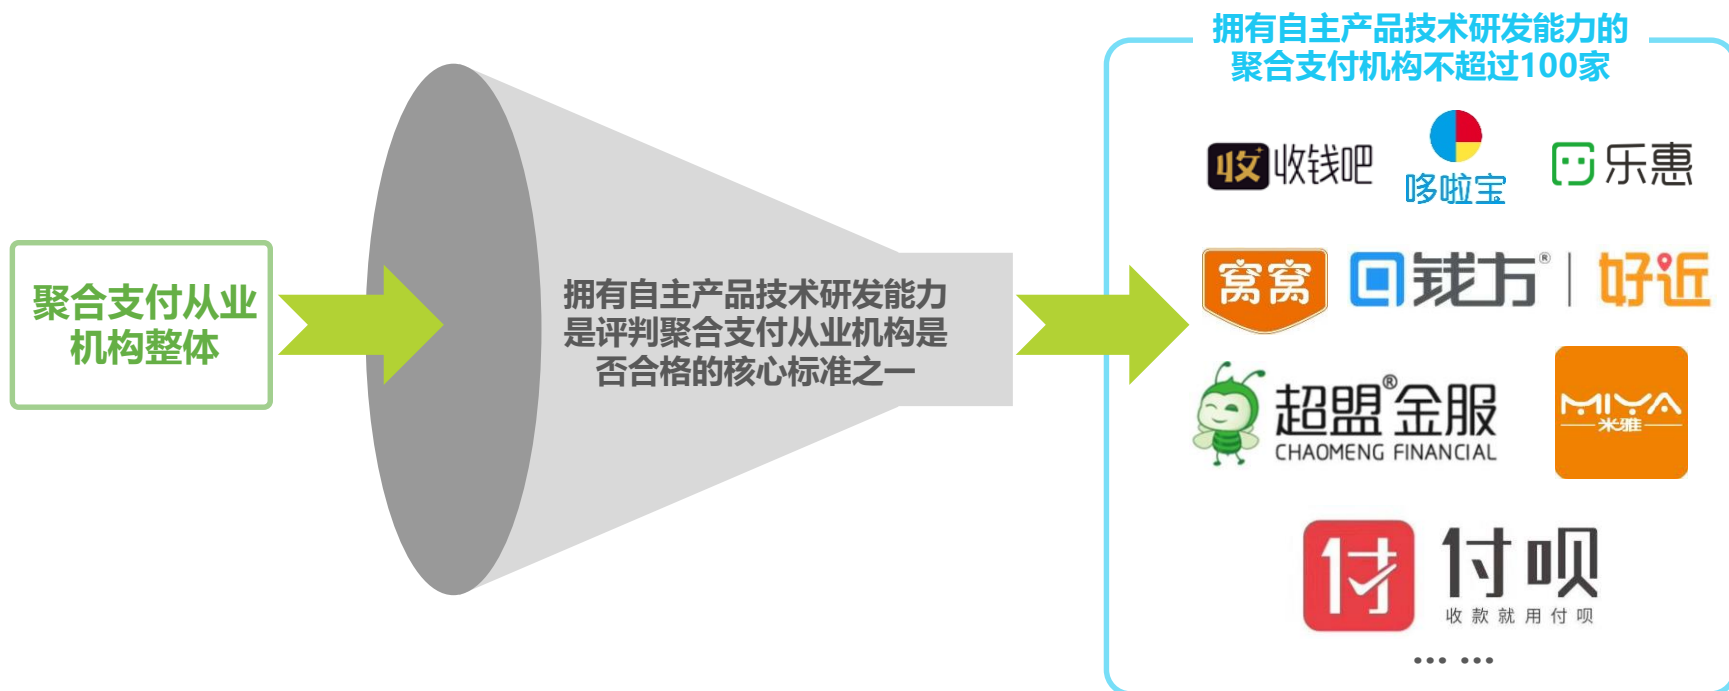 拥有自主产品技术研发能力的
聚合支付机构不超过100家
聚合支付从业
机构整体
拥有自主产品技术研发能力
是评判聚合支付从业机构是
否合格的核心标准之一
收 收钱吧
哆啦宝
乐惠
窝窝
钱方® | 好近
超盟®金服
CHAOMENG FINANCIAL
MIYA
米雅
付 付呗
收款就用付呗
... ...